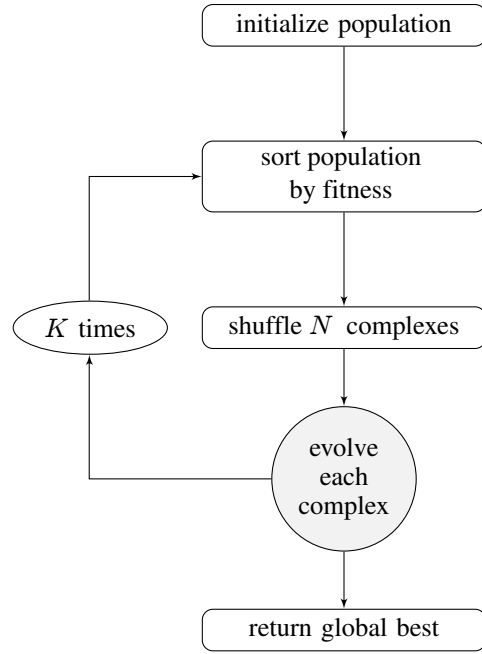 initialize population
sort population
by fitness
K times
shuffle N complexes
evolve
each
complex
return global best